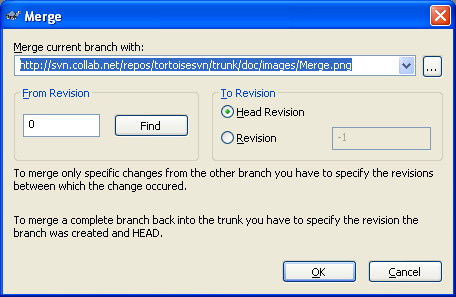 Merge
Merge current branch with:
http://svn.collab.net/repos/tortoisesvn/trunk/doc/images/Merge.png
...
From Revision
To Revision
0
Find
Head Revision
Revision
-1
To merge only specific changes from the other branch you have to specify the revisions
between which the change occured.
To merge a complete branch back into the trunk you have to specify the revision the
branch was created and HEAD.
OK
Cancel